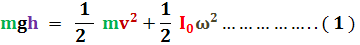 mgh = 1/2 mv² + 1/2 I₀ω² ………………. ( 1 )